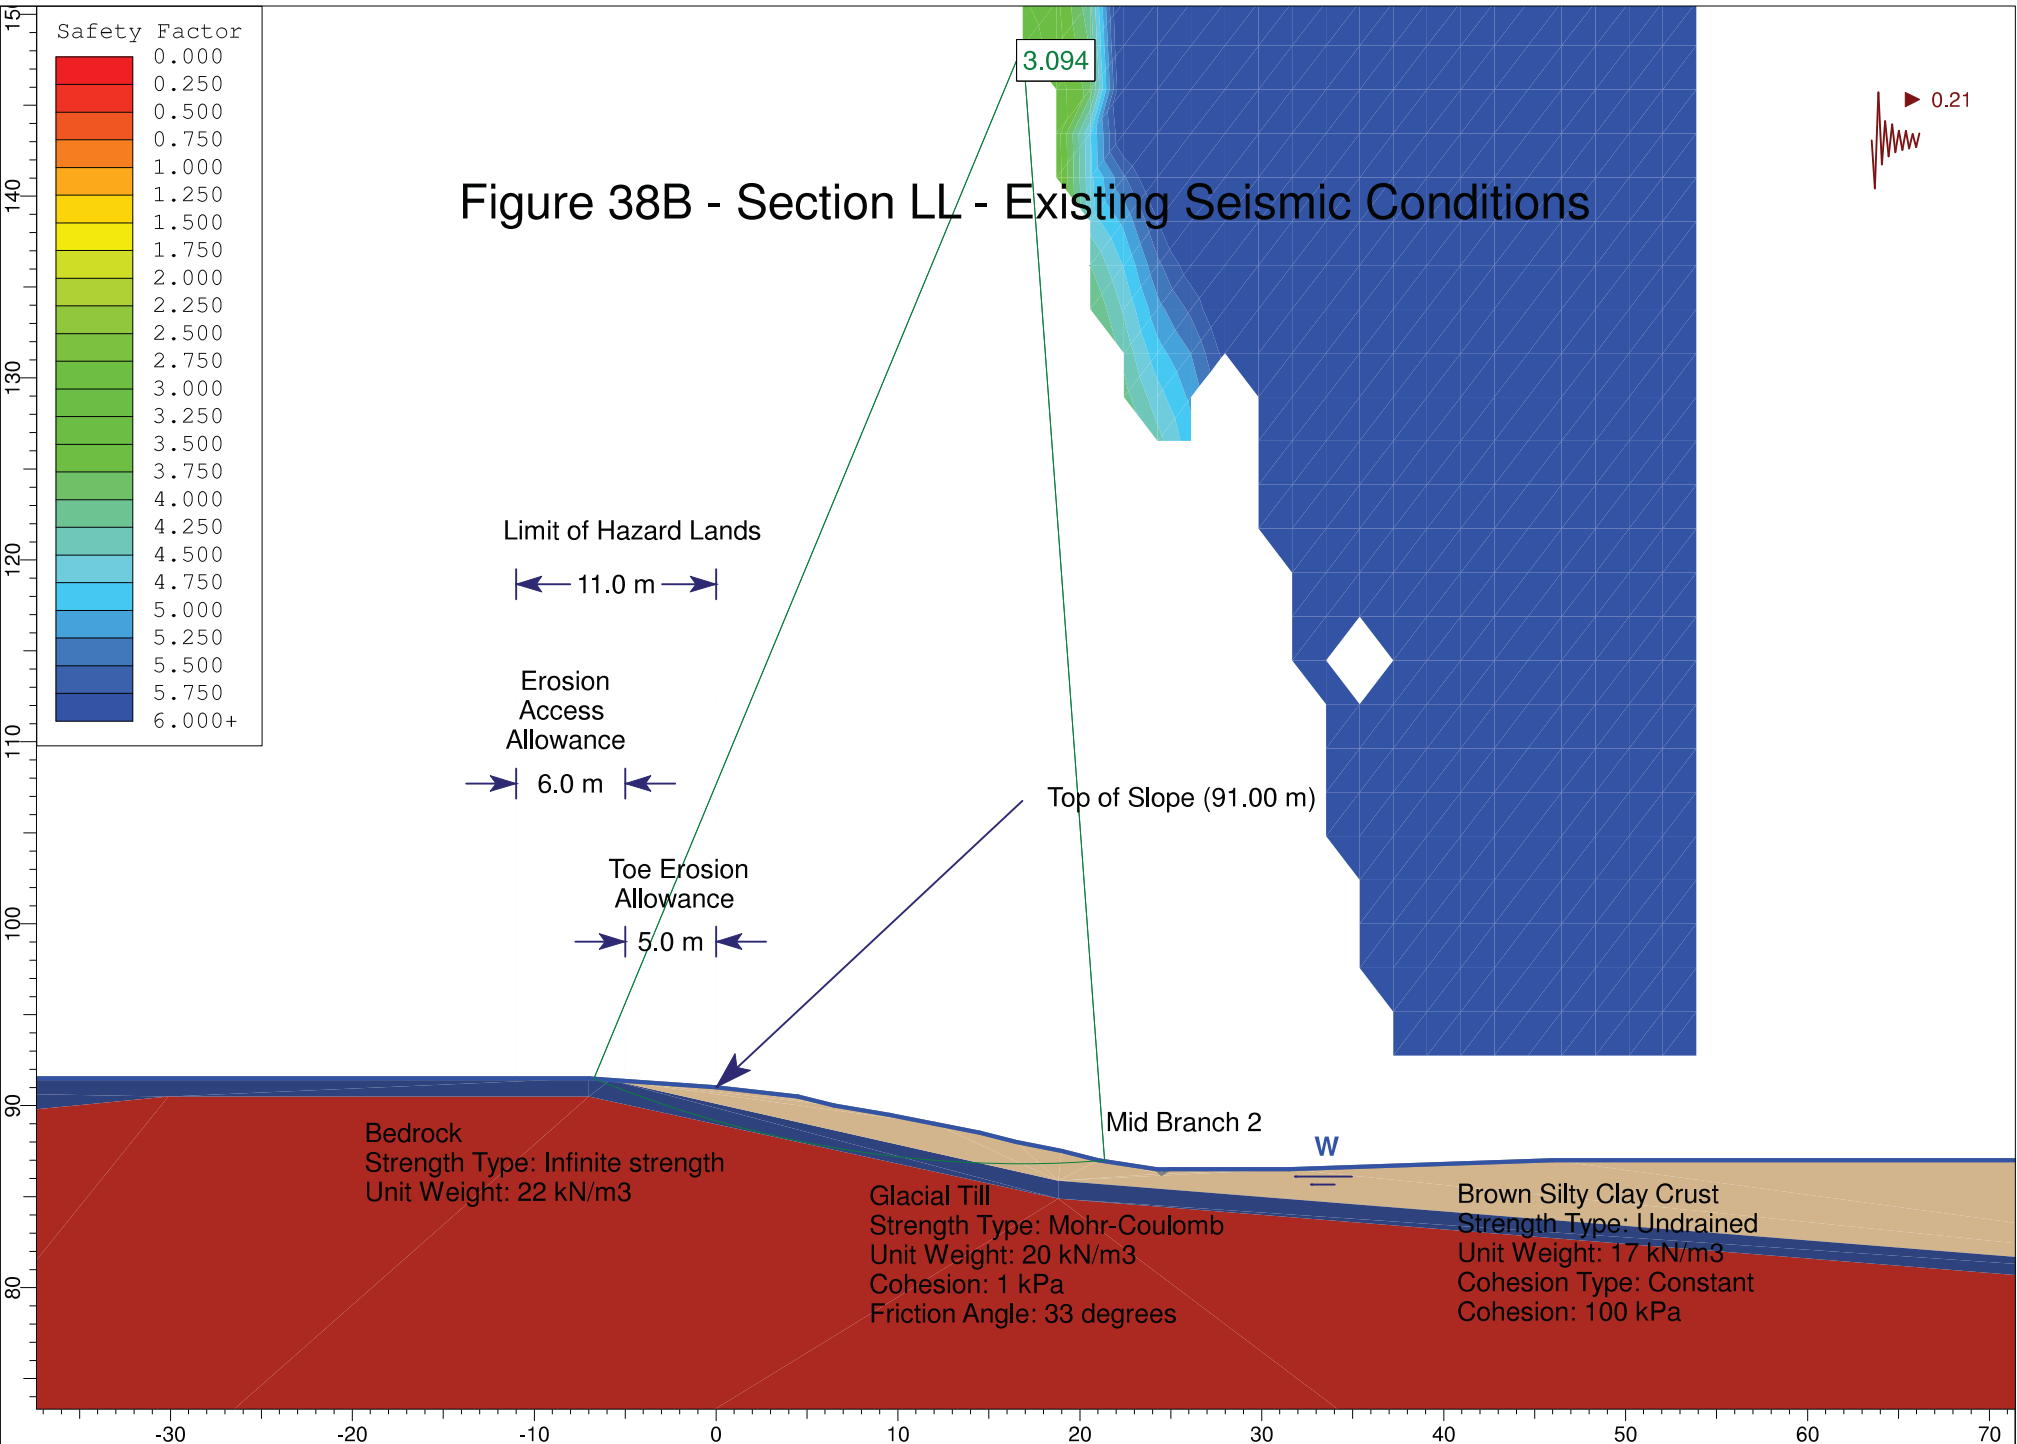 Safety Factor
0.000
0.250
0.500
0.750
1.000
1.250
1.500
1.750
2.000
2.250
2.500
2.750
3.000
3.250
3.500
3.750
4.000
4.250
4.500
4.750
5.000
5.250
5.500
5.750
6.000+
3.094
0.21
Figure 38B - Section LL - Existing Seismic Conditions
Limit of Hazard Lands
11.0 m
Erosion
Access
Allowance
6.0 m
Top of Slope (91.00 m)
Toe Erosion
Allowance
5.0 m
Mid Branch 2
W
Bedrock
Strength Type: Infinite strength
Unit Weight: 22 kN/m3
Glacial Till
Strength Type: Mohr-Coulomb
Unit Weight: 20 kN/m3
Cohesion: 1 kPa
Friction Angle: 33 degrees
Brown Silty Clay Crust
Strength Type: Undrained
Unit Weight: 17 kN/m3
Cohesion Type: Constant
Cohesion: 100 kPa
140
130
120
110
100
90
80
-30
-20
-10
0
10
20
30
40
50
60
70